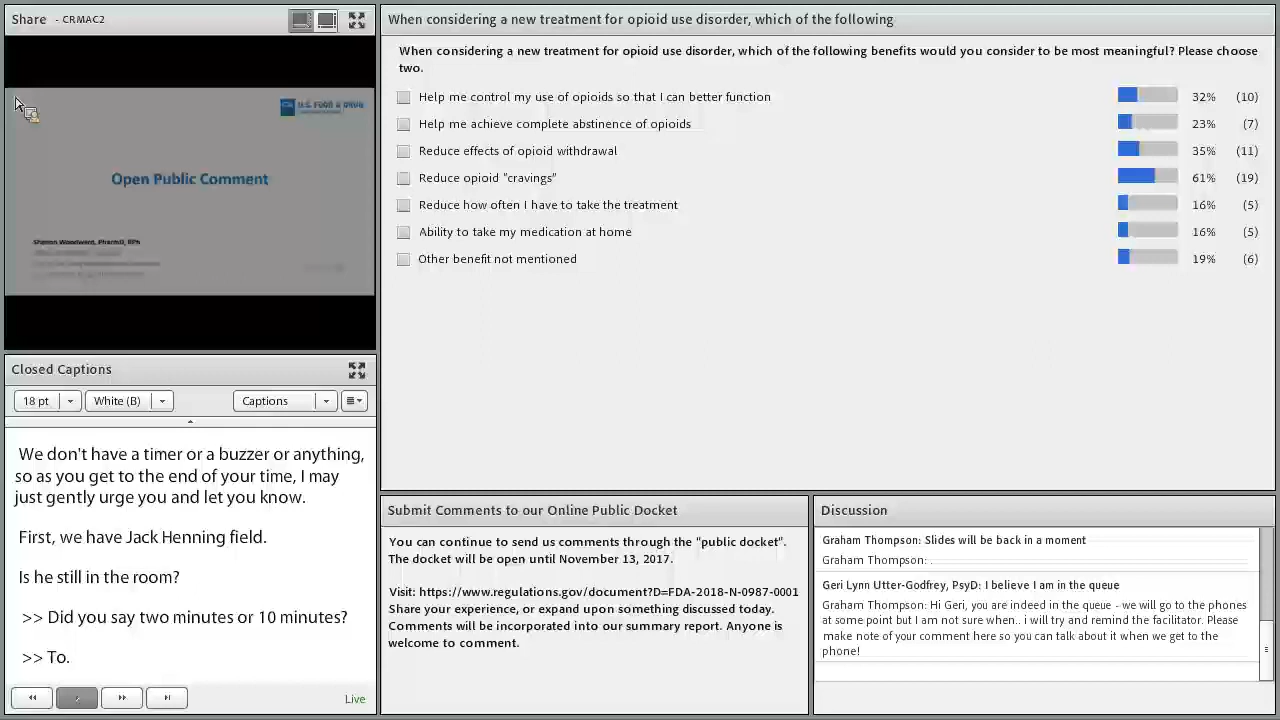 Share - CRMAC2
U.S. FOOD & DRUG
Open Public Comment
Sharon Woodward, PharmD, RPh
Closed Captions
18 pt
White (B)
Captions
We don't have a timer or a buzzer or anything,
so as you get to the end of your time, I may
just gently urge you and let you know.
First, we have Jack Henning field.
Is he still in the room?
>> Did you say two minutes or 10 minutes?
>> To.
Live
When considering a new treatment for opioid use disorder, which of the following
When considering a new treatment for opioid use disorder, which of the following benefits would you consider to be most meaningful? Please choose
two.
Help me control my use of opioids so that I can better function 32% (10)
Help me achieve complete abstinence of opioids 23% (7)
Reduce effects of opioid withdrawal 35% (11)
Reduce opioid "cravings" 61% (19)
Reduce how often I have to take the treatment 16% (5)
Ability to take my medication at home 16% (5)
Other benefit not mentioned 19% (6)
Submit Comments to our Online Public Docket
You can continue to send us comments through the "public docket".
The docket will be open until November 13, 2017.
Visit: https://www.regulations.gov/document?D=FDA-2018-N-0987-0001
Share your experience, or expand upon something discussed today.
Comments will be incorporated into our summary report. Anyone is
welcome to comment.
Discussion
Graham Thompson: Slides will be back in a moment
Graham Thompson: .
Geri Lynn Utter-Godfrey, PsyD: I believe I am in the queue
Graham Thompson: Hi Geri, you are indeed in the queue - we will go to the phones
at some point but I am not sure when.. i will try and remind the facilitator. Please
make note of your comment here so you can talk about it when we get to the
phone!